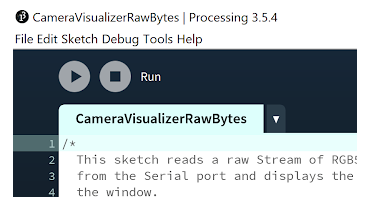 CameraVisualizerRawBytes | Processing 3.5.4
File Edit Sketch Debug Tools Help
Run
CameraVisualizerRawBytes
1 /*
2 This sketch reads a raw Stream of RGB5
3 from the Serial port and displays the
4 the window.